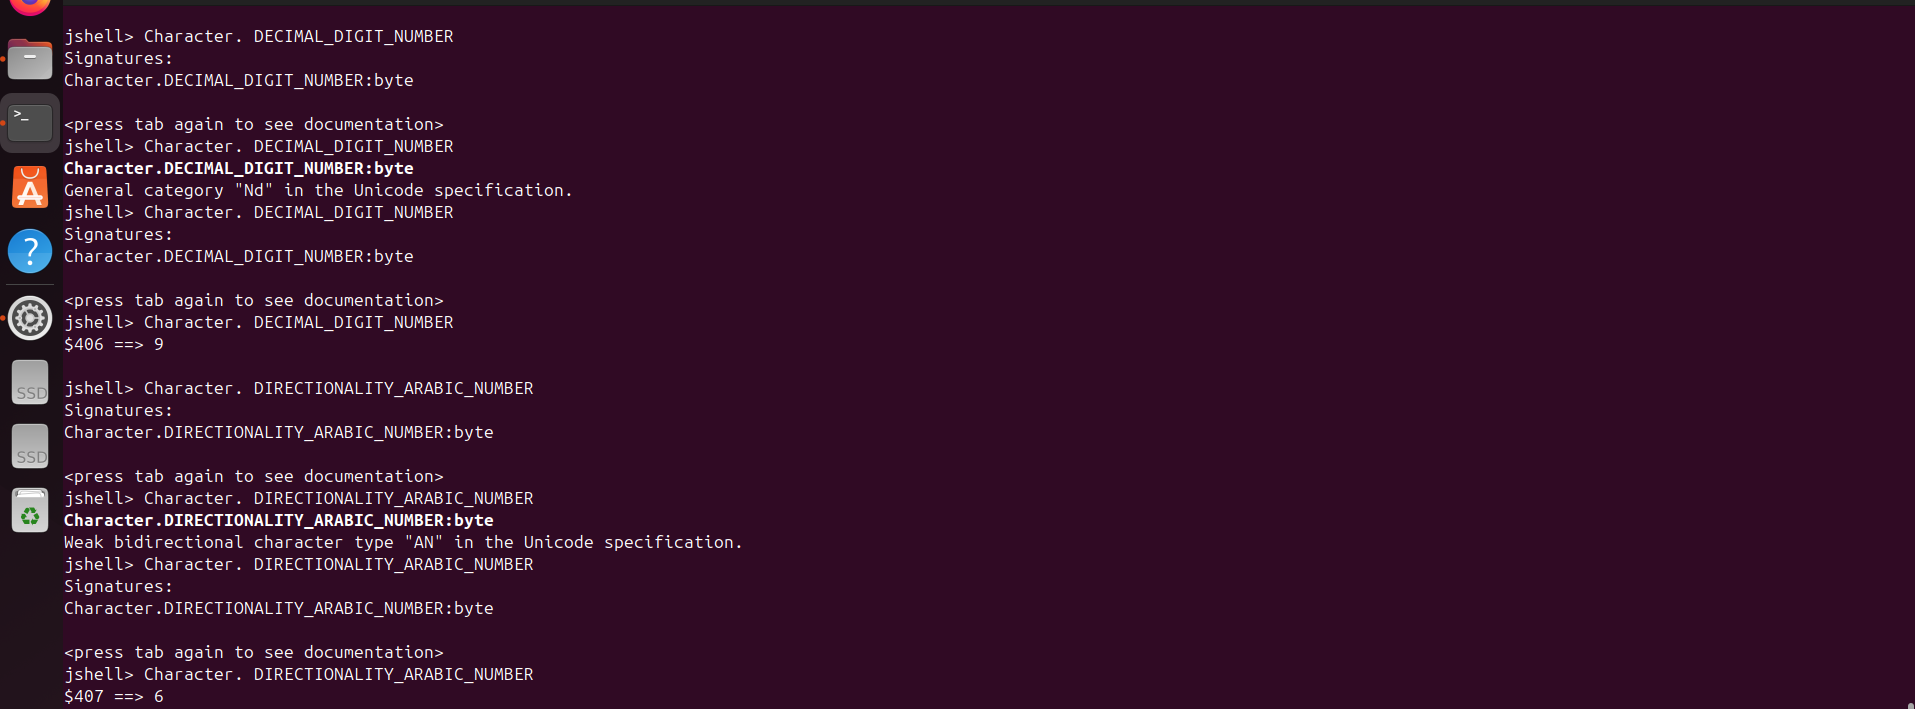 jshell> Character. DECIMAL_DIGIT_NUMBER
Signatures:
Character.DECIMAL_DIGIT_NUMBER:byte
<press tab again to see documentation>
jshell> Character. DECIMAL_DIGIT_NUMBER
Character.DECIMAL_DIGIT_NUMBER:byte
General category "Nd" in the Unicode specification.
jshell> Character. DECIMAL_DIGIT_NUMBER
Signatures:
Character.DECIMAL_DIGIT_NUMBER:byte
<press tab again to see documentation>
jshell> Character. DECIMAL_DIGIT_NUMBER
$406 ==> 9
jshell> Character. DIRECTIONALITY_ARABIC_NUMBER
Signatures:
Character.DIRECTIONALITY_ARABIC_NUMBER:byte
<press tab again to see documentation>
jshell> Character. DIRECTIONALITY_ARABIC_NUMBER
Character.DIRECTIONALITY_ARABIC_NUMBER:byte
Weak bidirectional character type "AN" in the Unicode specification.
jshell> Character. DIRECTIONALITY_ARABIC_NUMBER
Signatures:
Character.DIRECTIONALITY_ARABIC_NUMBER:byte
<press tab again to see documentation>
jshell> Character. DIRECTIONALITY_ARABIC_NUMBER
$407 ==> 6
>_
?
SSD
SSD